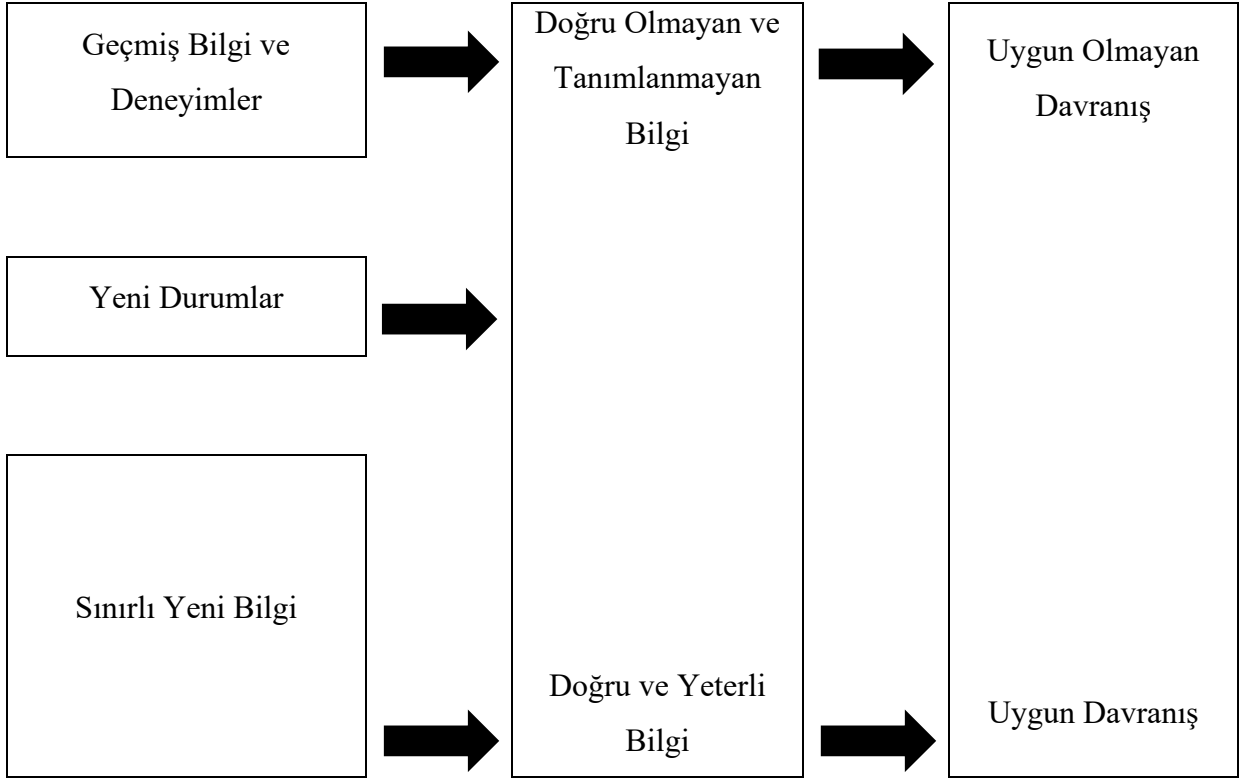 Geçmiş Bilgi ve
Deneyimler
Doğru Olmayan ve
Tanımlanmayan
Bilgi
Uygun Olmayan
Davranış
Yeni Durumlar
Sınırlı Yeni Bilgi
Doğru ve Yeterli
Bilgi
Uygun Davranış